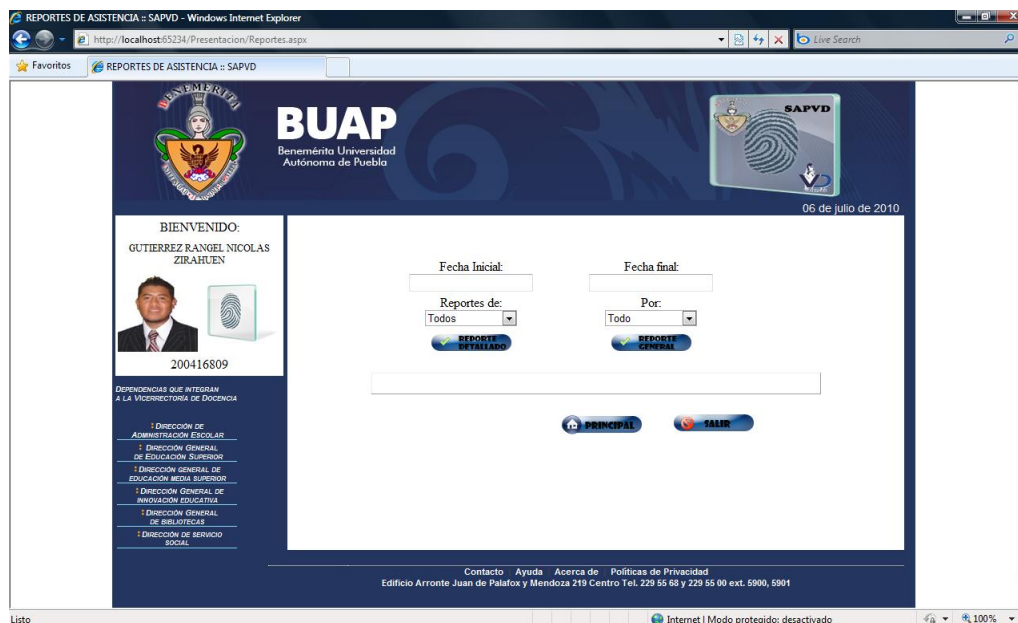 REPORTES DE ASISTENCIA :: SAPVD - Windows Internet Explorer
http://localhost:65234/Presentacion/Reportes.aspx
Live Search
Favoritos
REPORTES DE ASISTENCIA :: SAPVD
BENEMERITA
BUAP
Benemérita Universidad
Autónoma de Puebla
SAPVD
06 de julio de 2010
BIENVENIDO:
GUTIERREZ RANGEL NICOLAS
ZIRAHUEN
200416809
Fecha Inicial:
Fecha final:
Reportes de:
Por:
Todos
Todo
REPORTE
DETALLADO
REPORTE
GENERAL
PRINCIPAL
SALIR
DEPENDENCIAS QUE INTEGRAN
A LA VICERRECTORÍA DE DOCENCIA
DIRECCIÓN DE
ADMINISTRACIÓN ESCOLAR
DIRECCIÓN GENERAL
DE EDUCACIÓN SUPERIOR
DIRECCIÓN GENERAL DE
EDUCACIÓN MEDIA SUPERIOR
DIRECCIÓN GENERAL DE
INNOVACIÓN EDUCATIVA
DIRECCIÓN GENERAL
DE BIBLIOTECAS
DIRECCIÓN DE SERVICIO
SOCIAL
Contacto Ayuda Acerca de Políticas de Privacidad
Edificio Arronte Juan de Palafox y Mendoza 219 Centro Tel. 229 55 68 y 229 55 00 ext. 5900, 5901
Listo
Internet | Modo protegido: desactivado
100%